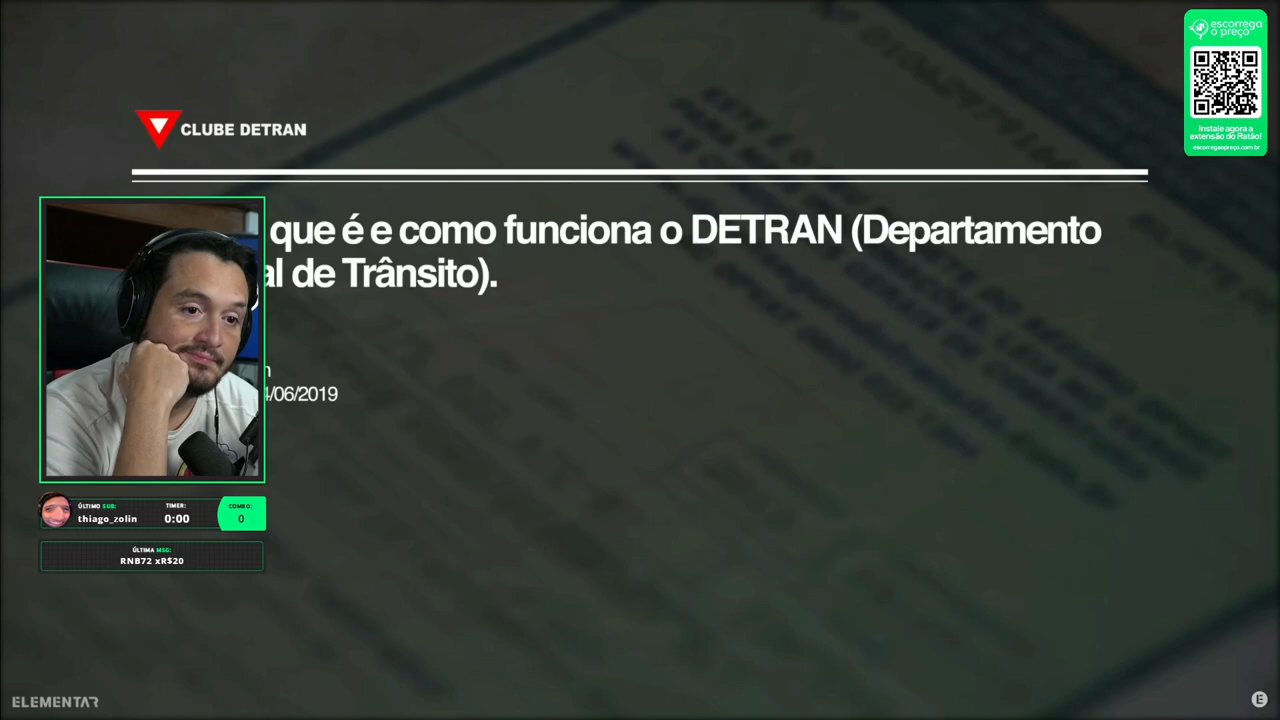 escorrega
o preço
Instale agora a
extensão do Ratão!
escorregaopreço.com.br
CLUBE DETRAN
que é e como funciona o DETRAN (Departamento
al de Trânsito).
4/06/2019
ÚLTIMO SUB:
thiago_zolin
TIMER:
0:00
COMBO:
0
ÚLTIMA MSG:
RNB72 xR$20
ELEMENTAR
E